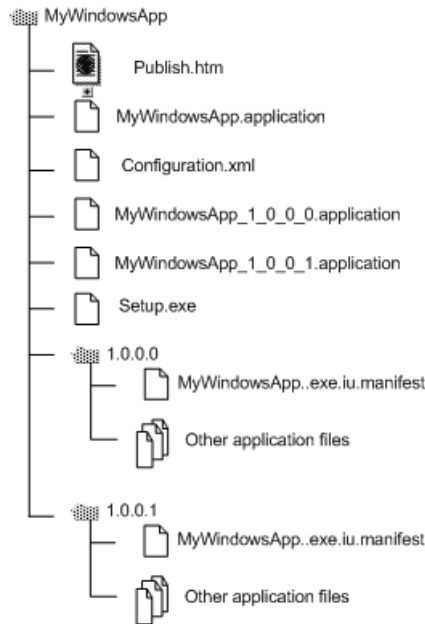 MyWindowsApp
Publish.htm
MyWindowsApp.application
Configuration.xml
MyWindowsApp_1_0_0_0.application
MyWindowsApp_1_0_0_1.application
Setup.exe
1.0.0.0
MyWindowsApp..exe.iu.manifest
Other application files
1.0.0.1
MyWindowsApp..exe.iu.manifest
Other application files